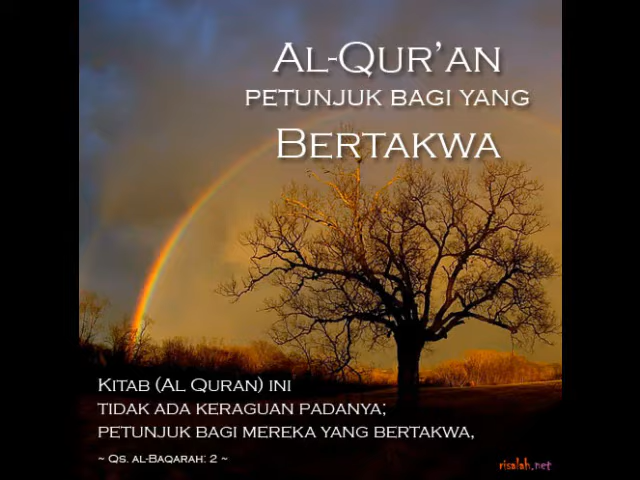 Al-Qur'an
petunjuk bagi yang
Bertakwa
Kitab (Al Quran) ini
tidak ada keraguan padanya;
petunjuk bagi mereka yang bertakwa,
~ Qs. al-Baqarah: 2 ~
risalah.net